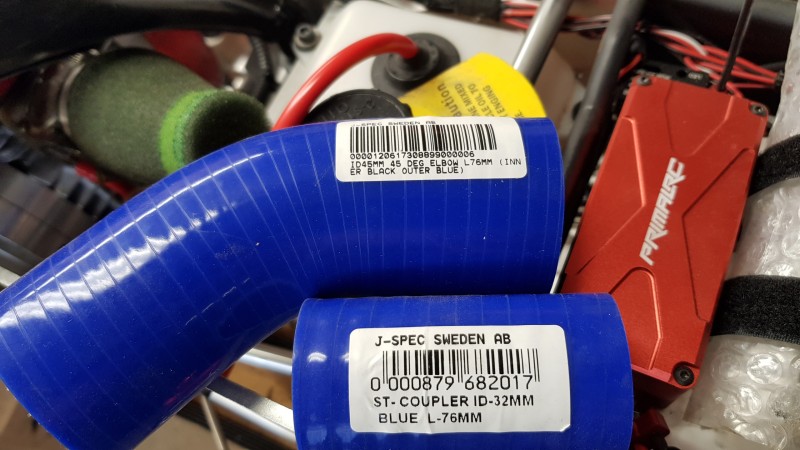 J-SPEC SWEDEN AB
0000120617308899000006
ID45MM 45 DEG ELBOW L76MM (INN
ER BLACK OUTER BLUE)
PRIMALRC
J-SPEC SWEDEN AB
0 000879 682017
ST- COUPLER ID-32MM
BLUE L-76MM